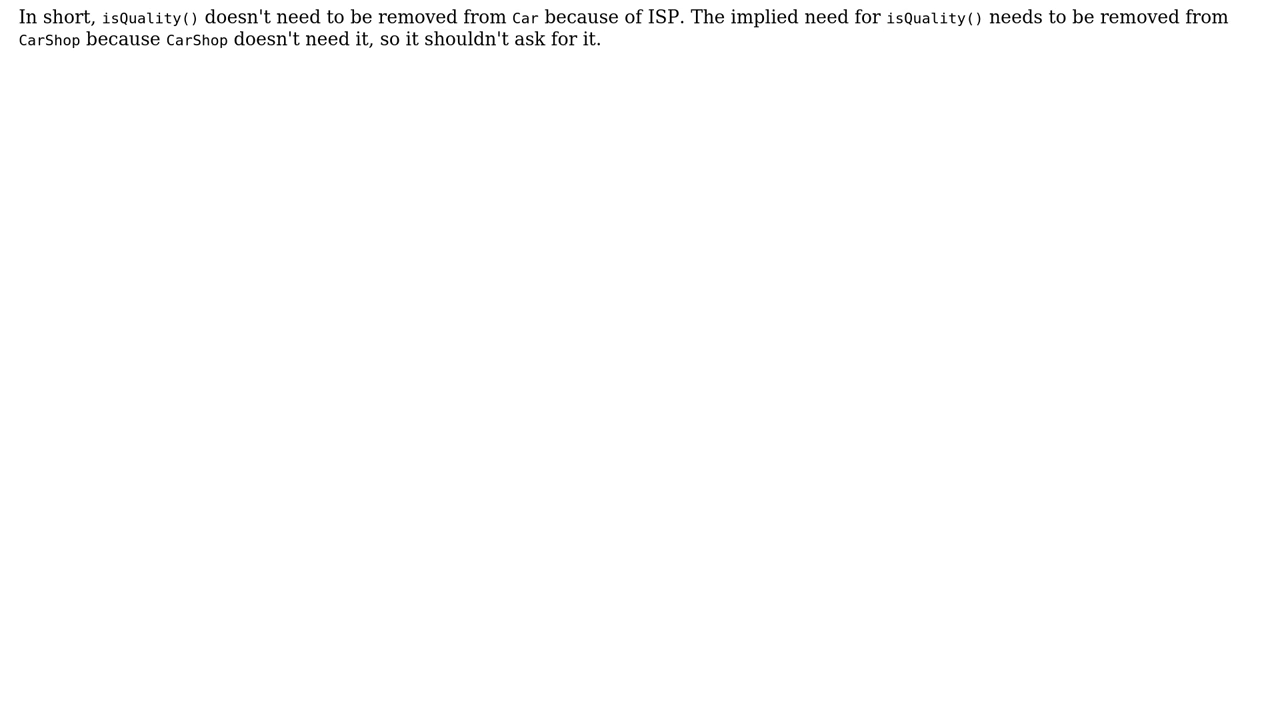 In short, isQuality() doesn't need to be removed from Car because of ISP. The implied need for isQuality() needs to be removed from
CarShop because CarShop doesn't need it, so it shouldn't ask for it.